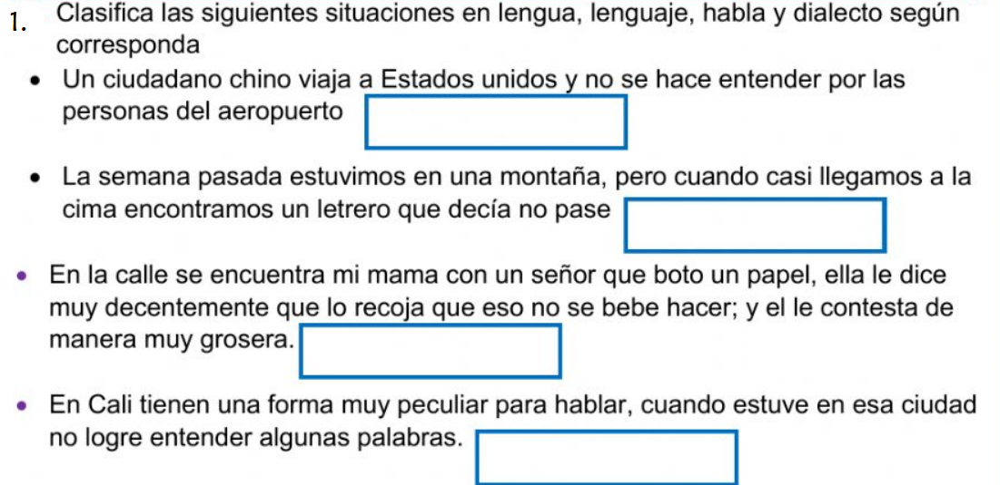 1. Clasifica las siguientes situaciones en lengua, lenguaje, habla y dialecto según
corresponda
• Un ciudadano chino viaja a Estados unidos y no se hace entender por las
personas del aeropuerto
• La semana pasada estuvimos en una montaña, pero cuando casi llegamos a la
cima encontramos un letrero que decía no pase
• En la calle se encuentra mi mama con un señor que boto un papel, ella le dice
muy decentemente que lo recoja que eso no se bebe hacer; y el le contesta de
manera muy grosera.
• En Cali tienen una forma muy peculiar para hablar, cuando estuve en esa ciudad
no logre entender algunas palabras.